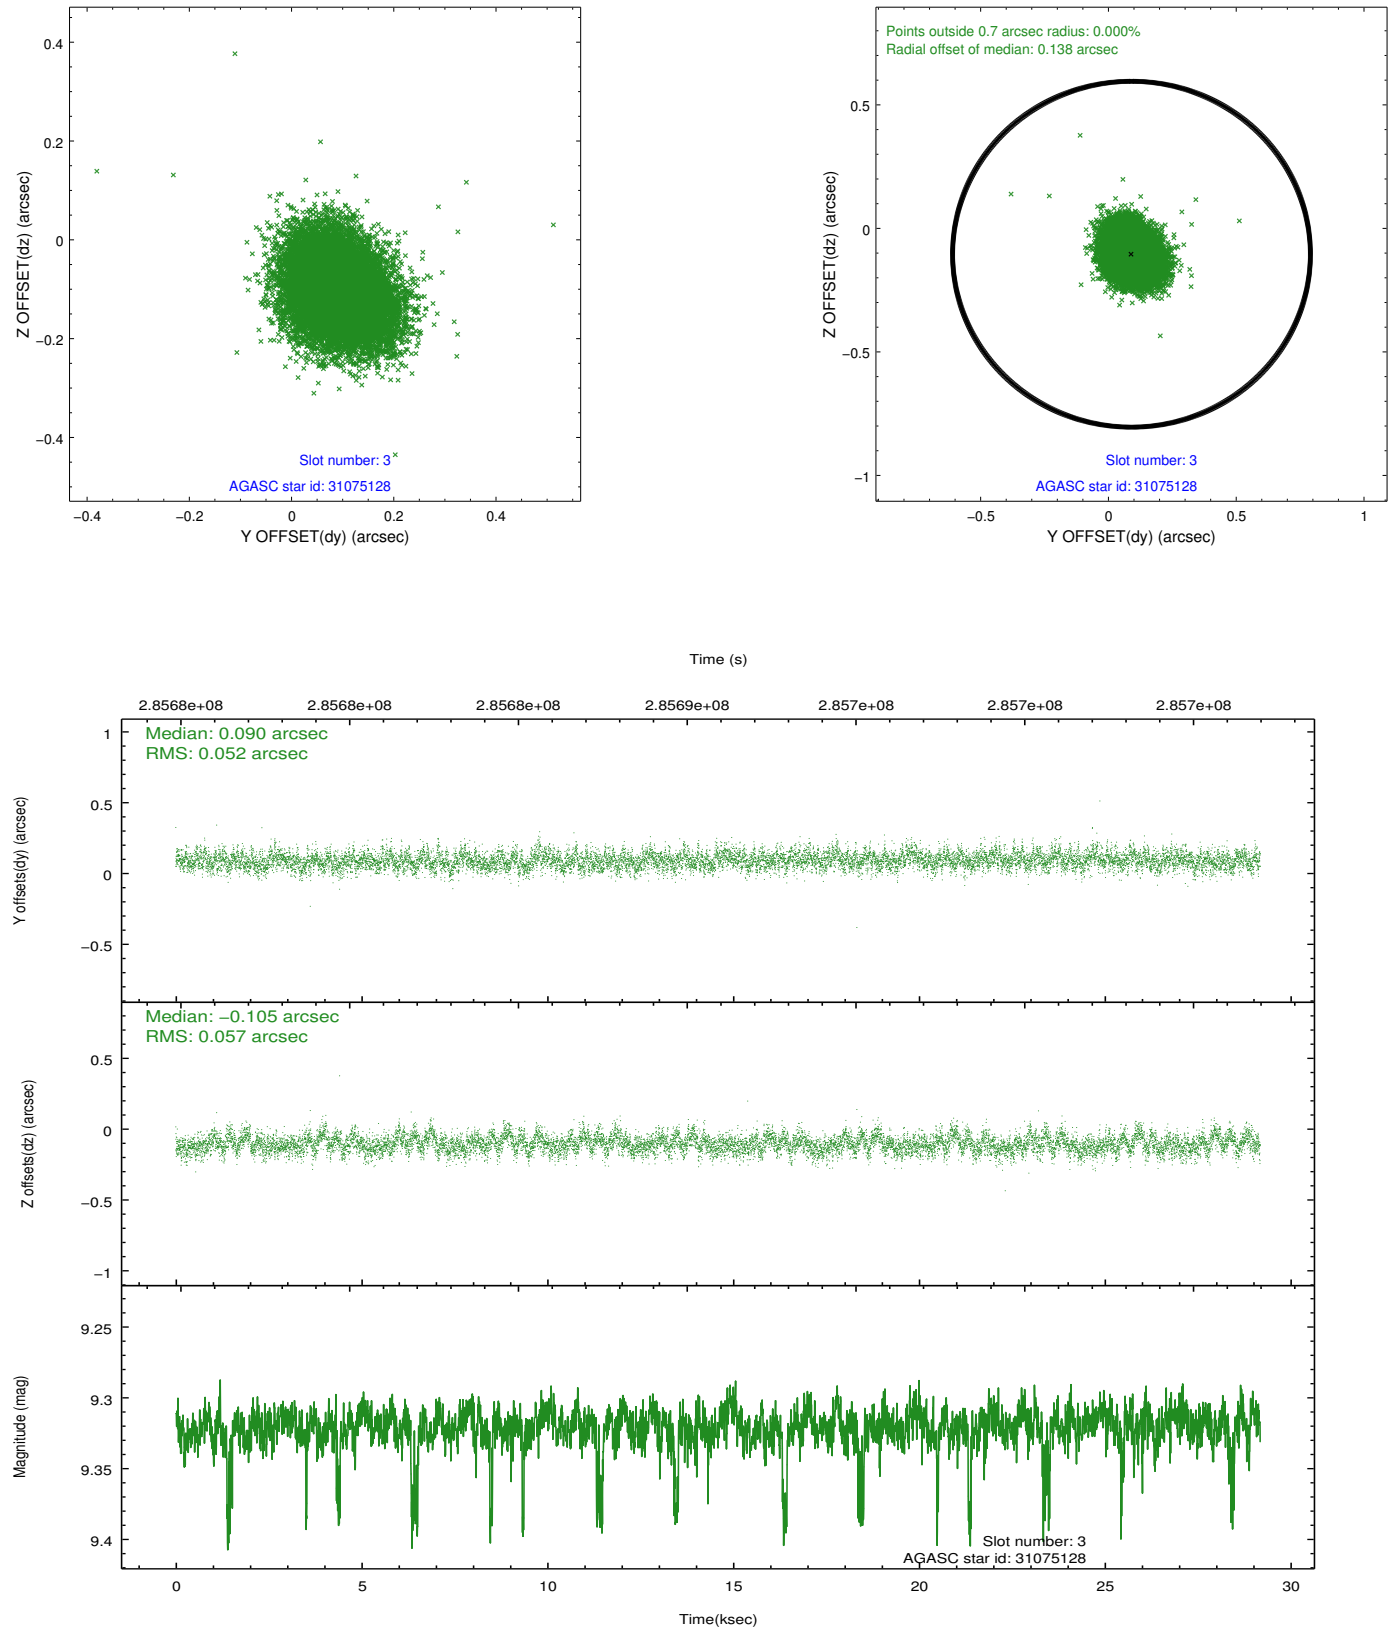 0.4
0.2
0
−0.2
−0.4
Z OFFSET(dz) (arcsec)
Slot number: 3
AGASC star id: 31075128
−0.4
−0.2
0
0.2
0.4
Y OFFSET(dy) (arcsec)
Points outside 0.7 arcsec radius: 0.000%
Radial offset of median: 0.138 arcsec
0.5
0
−0.5
−1
Z OFFSET(dz) (arcsec)
Slot number: 3
AGASC star id: 31075128
−0.5
0
0.5
1
Y OFFSET(dy) (arcsec)
Time (s)
2.8568e+08
2.8568e+08
2.8568e+08
2.8569e+08
2.857e+08
2.857e+08
2.857e+08
Median: 0.090 arcsec
RMS: 0.052 arcsec
1
0.5
0
−0.5
Y offsets(dy) (arcsec)
Median: −0.105 arcsec
RMS: 0.057 arcsec
0.5
0
−0.5
−1
Z offsets(dz) (arcsec)
9.25
9.3
9.35
9.4
Magnitude (mag)
Slot number: 3
AGASC star id: 31075128
0
5
10
15
20
25
30
Time(ksec)